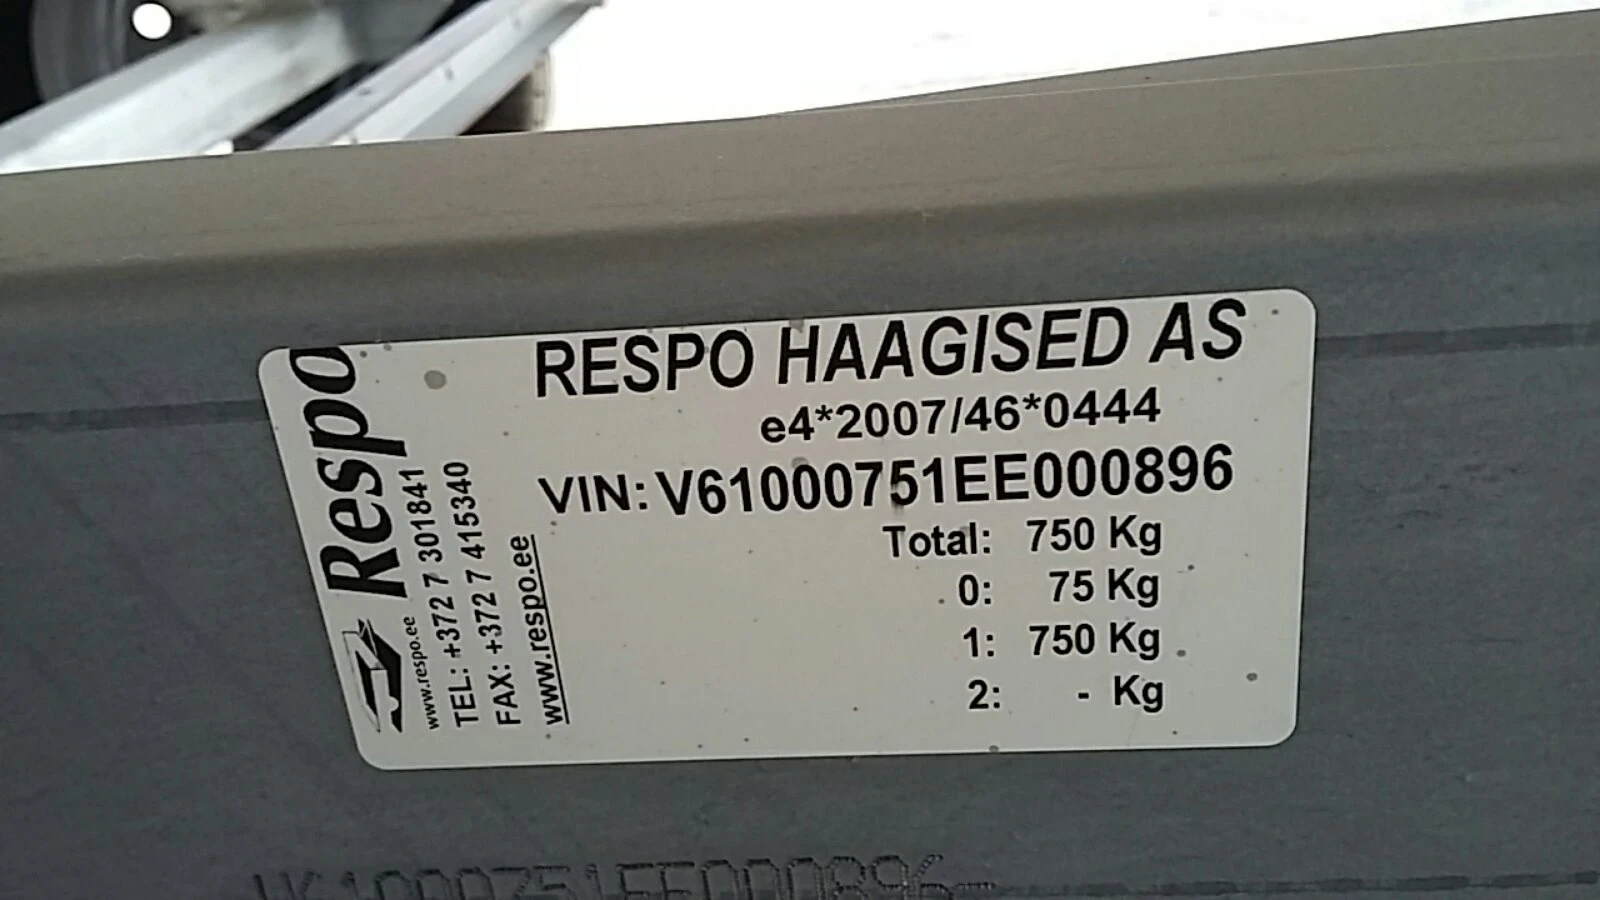 Respo
www.respo.ee
TEL: +372 7 301841
FAX: +372 7 415340
www.respo.ee
RESPO HAAGISED AS
e4*2007/46*0444
VIN: V61000751EE000896
Total: 750 Kg
0: 75 Kg
1: 750 Kg
2: - Kg
V61000751EE000896